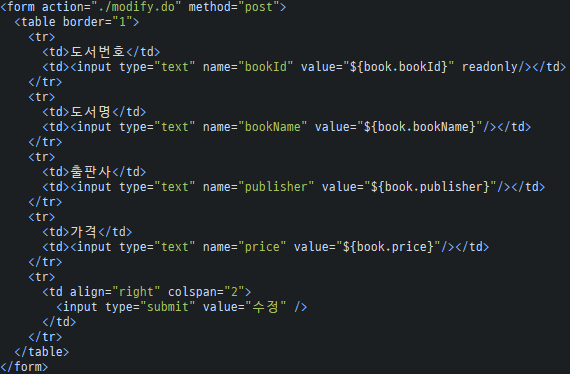 <form action="./modify.do" method="post">
  <table border="1">
    <tr>
      <td>도서번호</td>
      <td><input type="text" name="bookId" value="${book.bookId}" readonly/></td>
    </tr>
    <tr>
      <td>도서명</td>
      <td><input type="text" name="bookName" value="${book.bookName}"/></td>
    </tr>
    <tr>
      <td>출판사</td>
      <td><input type="text" name="publisher" value="${book.publisher}"/></td>
    </tr>
    <tr>
      <td>가격</td>
      <td><input type="text" name="price" value="${book.price}"/></td>
    </tr>
    <tr>
      <td align="right" colspan="2">
        <input type="submit" value="수정" />
      </td>
    </tr>
  </table>
</form>